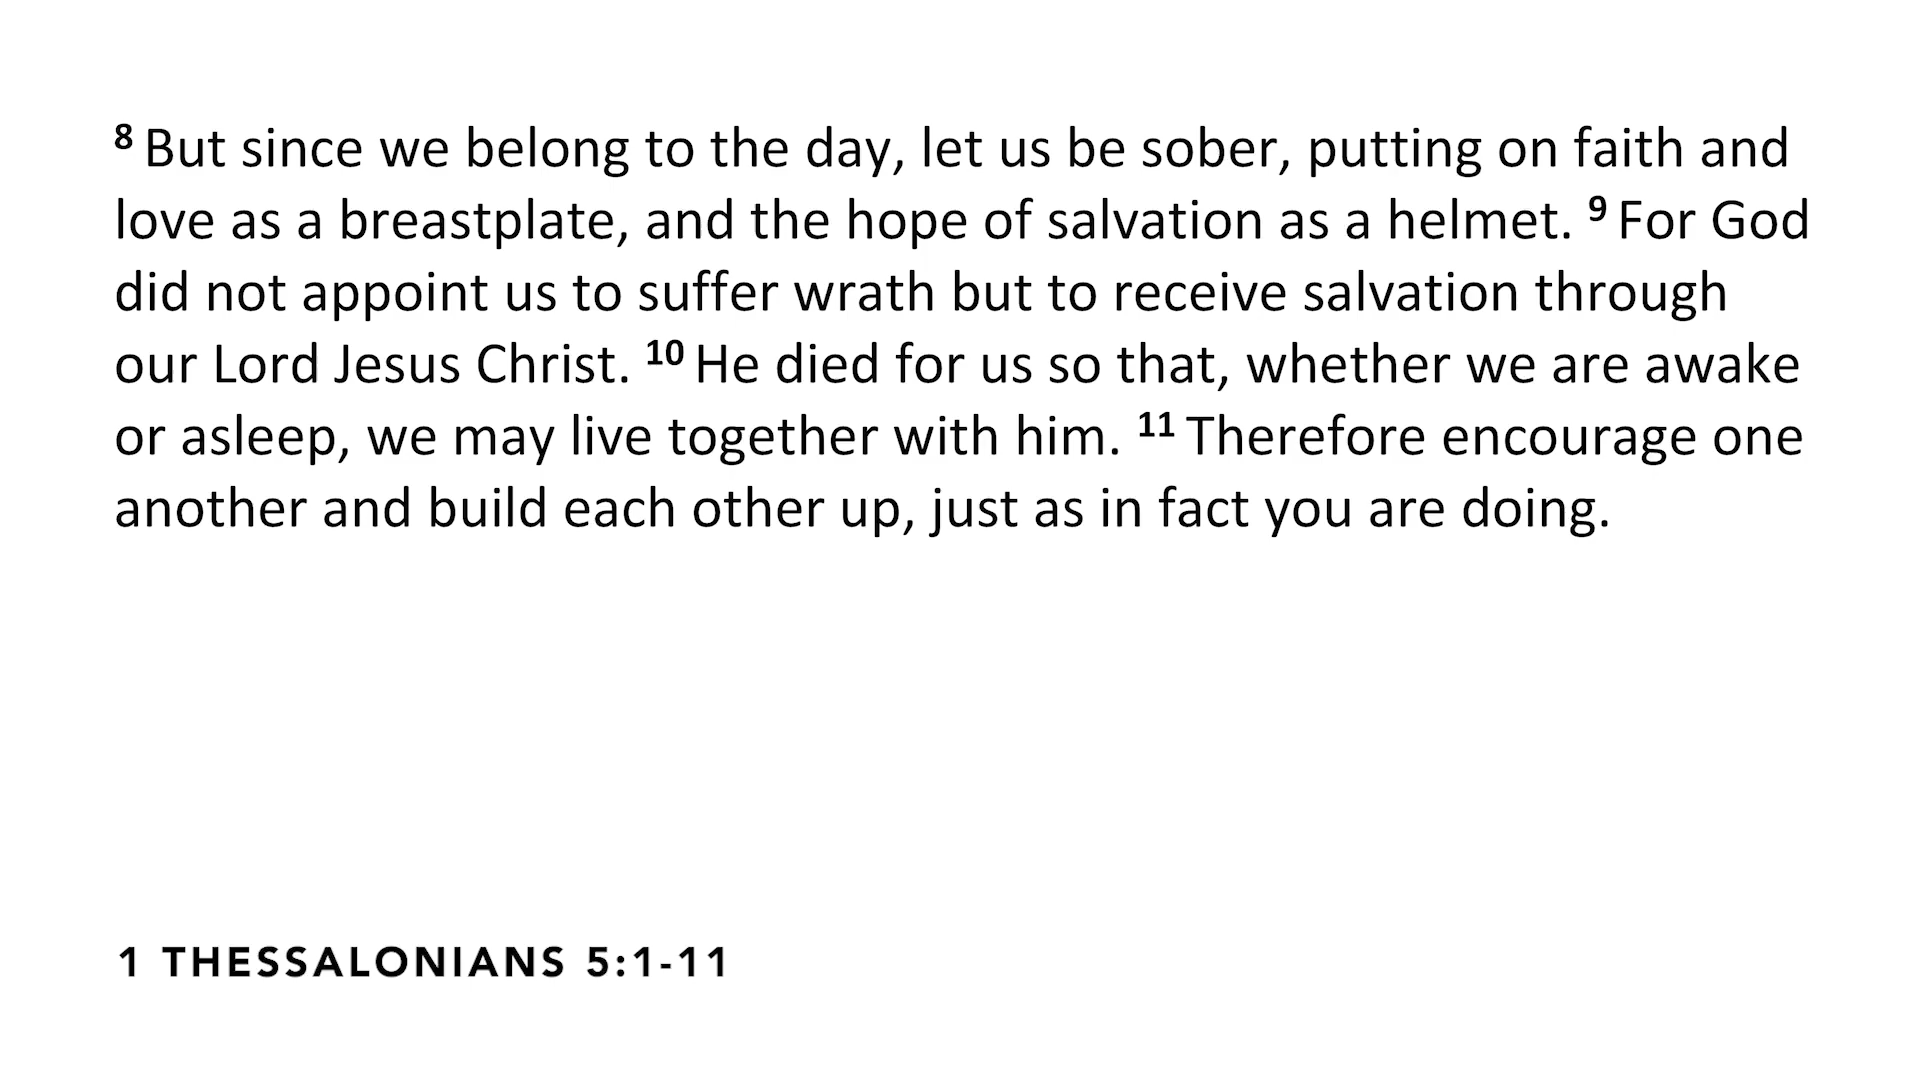 8 But since we belong to the day, let us be sober, putting on faith and
love as a breastplate, and the hope of salvation as a helmet. 9 For God
did not appoint us to suffer wrath but to receive salvation through
our Lord Jesus Christ. 10 He died for us so that, whether we are awake
or asleep, we may live together with him. 11 Therefore encourage one
another and build each other up, just as in fact you are doing.
1 THESSALONIANS 5:1-11